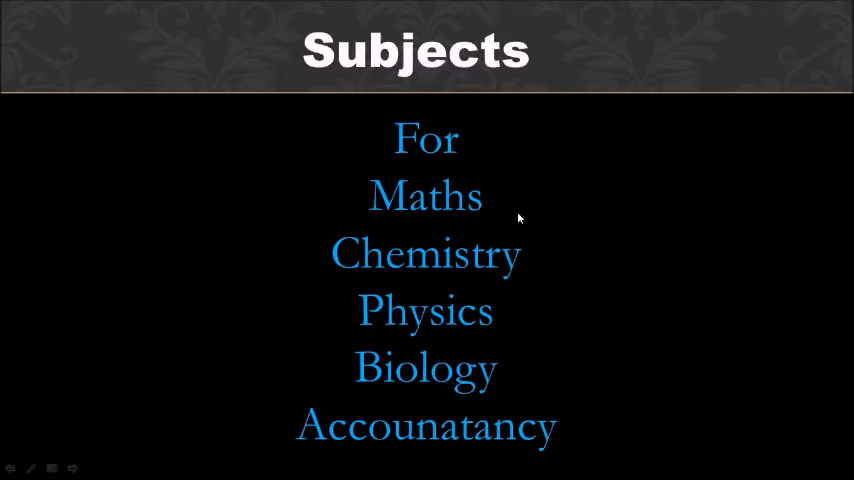 Subjects
For
Maths
Chemistry
Physics
Biology
Accounatancy